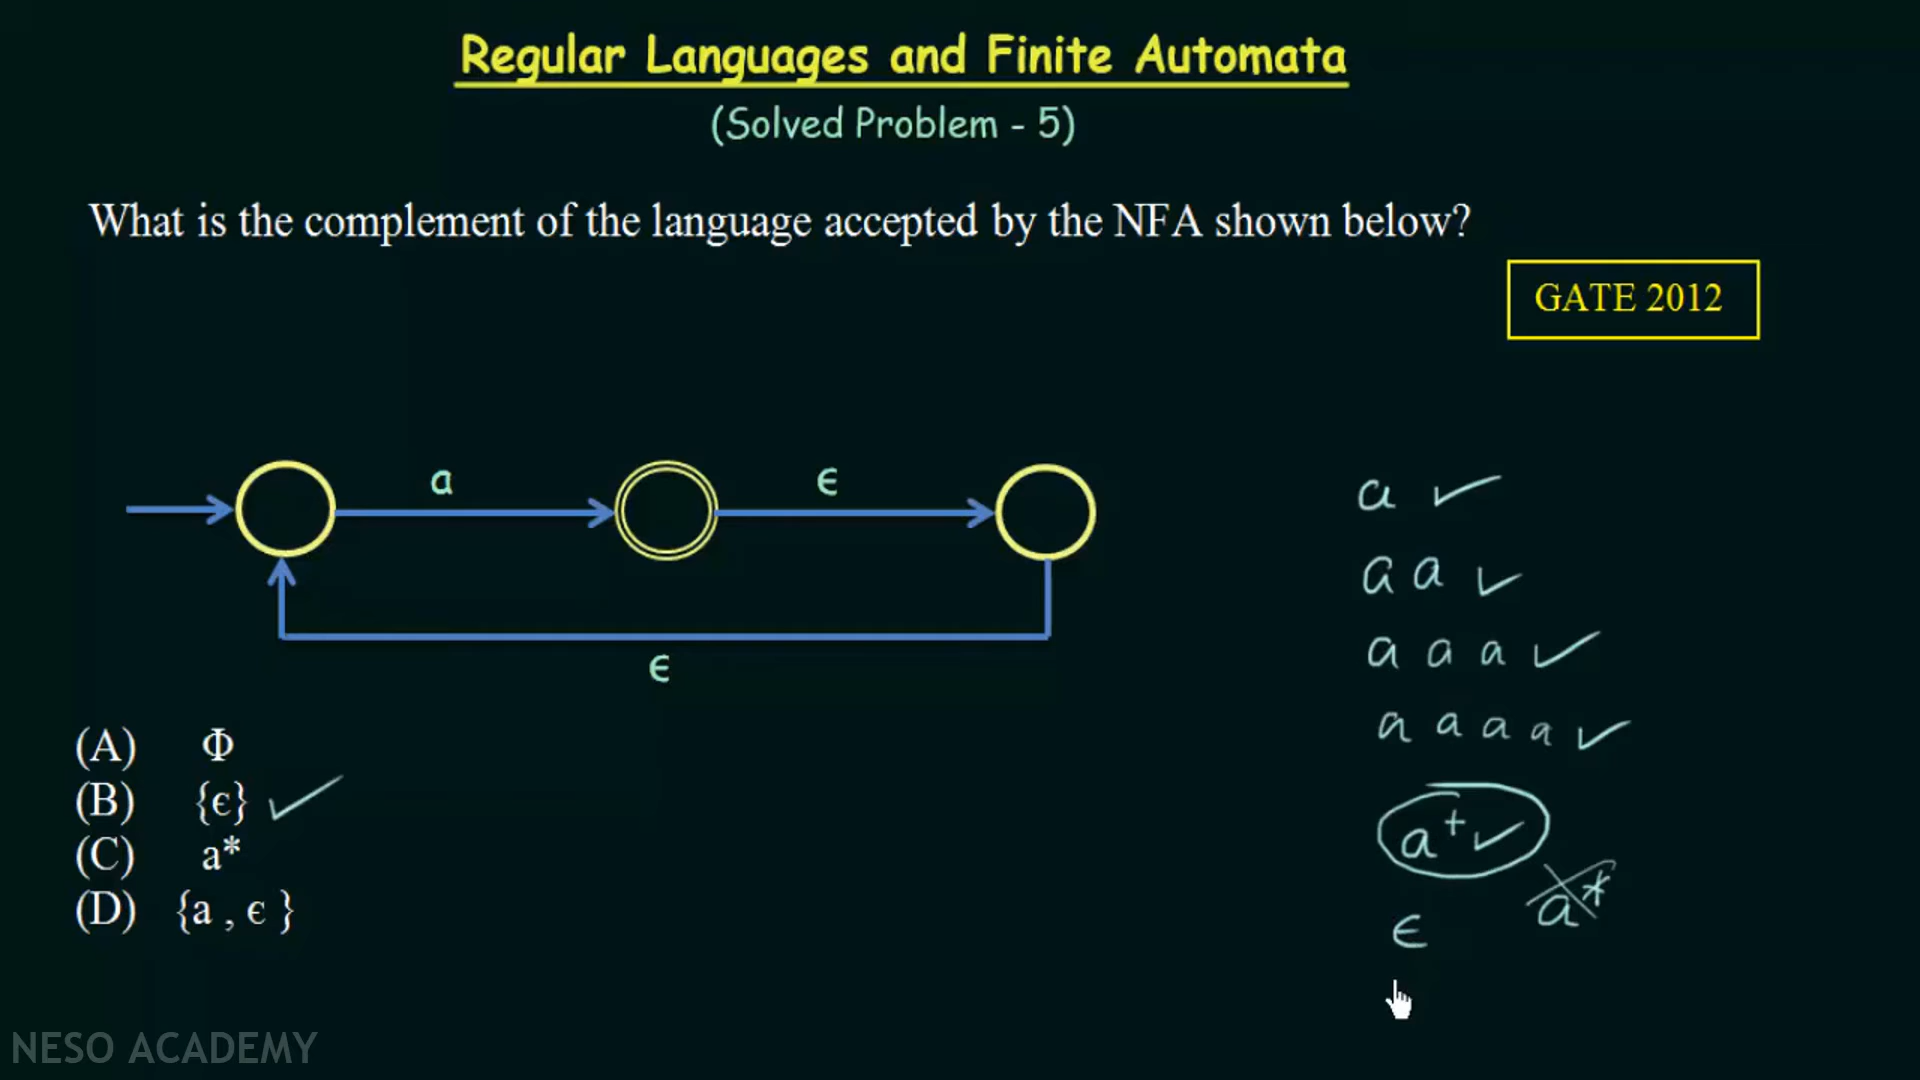 Regular Languages and Finite Automata
(Solved Problem - 5)
What is the complement of the language accepted by the NFA shown below?
GATE 2012
a
ϵ
ϵ
(A) Φ
(B) {ϵ} ✓
(C) a*
(D) {a , ϵ }
a ✓
a a ✓
a a a ✓
a a a a ✓
a+ ✓
a*
ϵ
NESO ACADEMY